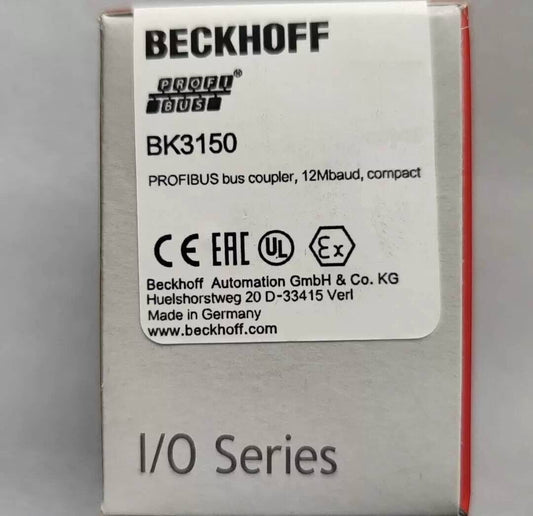 BECKHOFF
PROFI®
BUS
BK3150
PROFIBUS bus coupler, 12Mbaud, compact
CE EAC UL Ex
Beckhoff Automation GmbH & Co. KG
Huelshorstweg 20 D-33415 Verl
Made in Germany
www.beckhoff.com
I/O Series